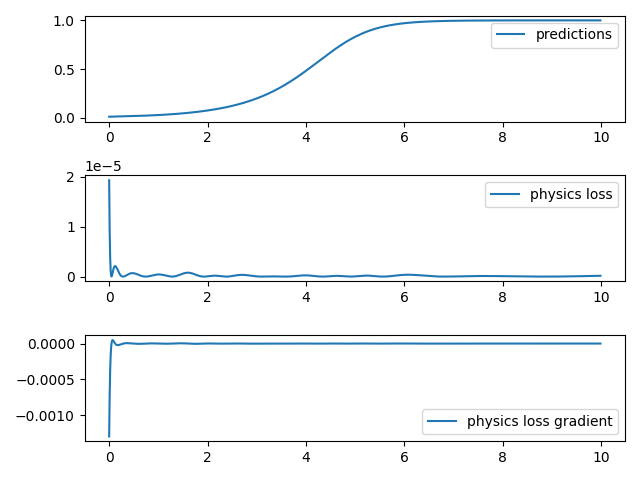 1.0
0.5
0.0
predictions
0 2 4 6 8 10
1e−5
2
1
0
physics loss
0 2 4 6 8 10
0.0000
−0.0005
−0.0010
physics loss gradient
0 2 4 6 8 10